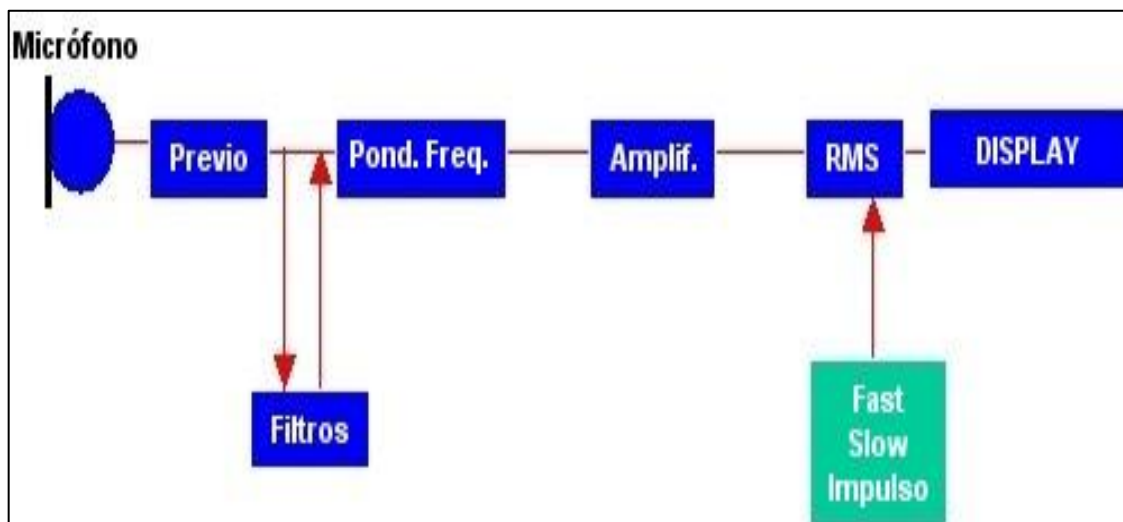 Micrófono
Previo
Pond. Freq.
Amplif.
RMS
DISPLAY
Filtros
Fast
Slow
Impulso